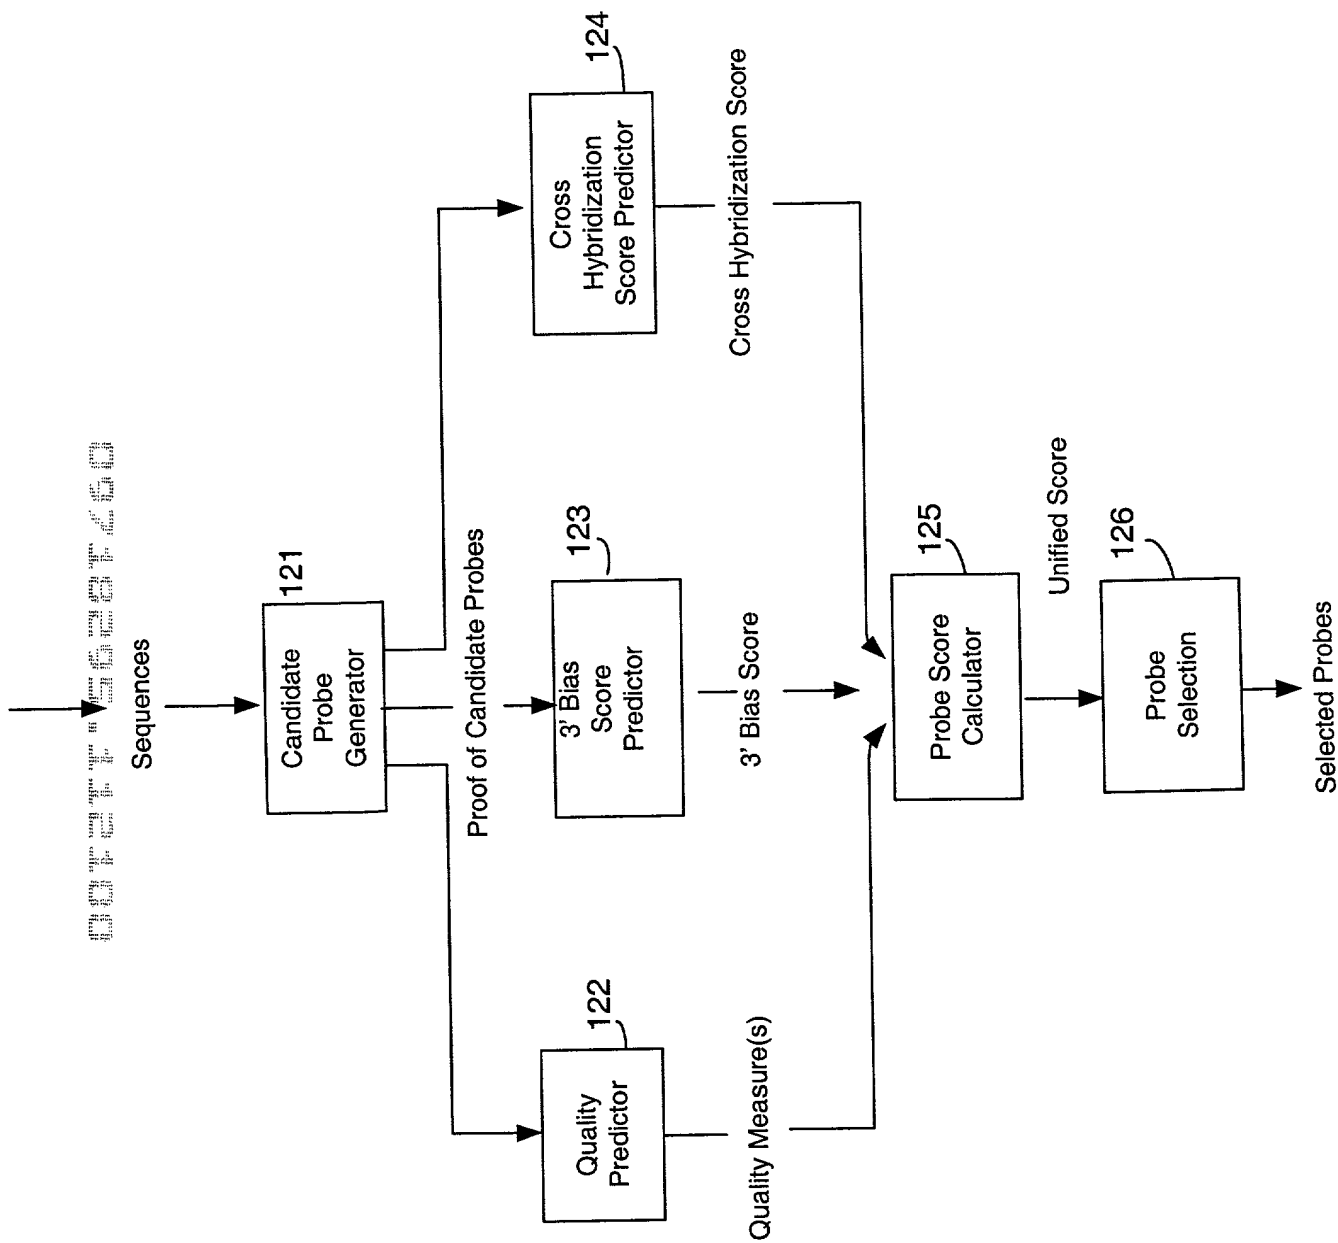 Sequences
121
Candidate
Probe
Generator
Proof of Candidate Probes
122
Quality
Predictor
123
3' Bias
Score
Predictor
124
Cross
Hybridization
Score Predictor
Quality Measure(s)
3' Bias Score
Cross Hybridization Score
125
Probe Score
Calculator
Unified Score
126
Probe
Selection
Selected Probes